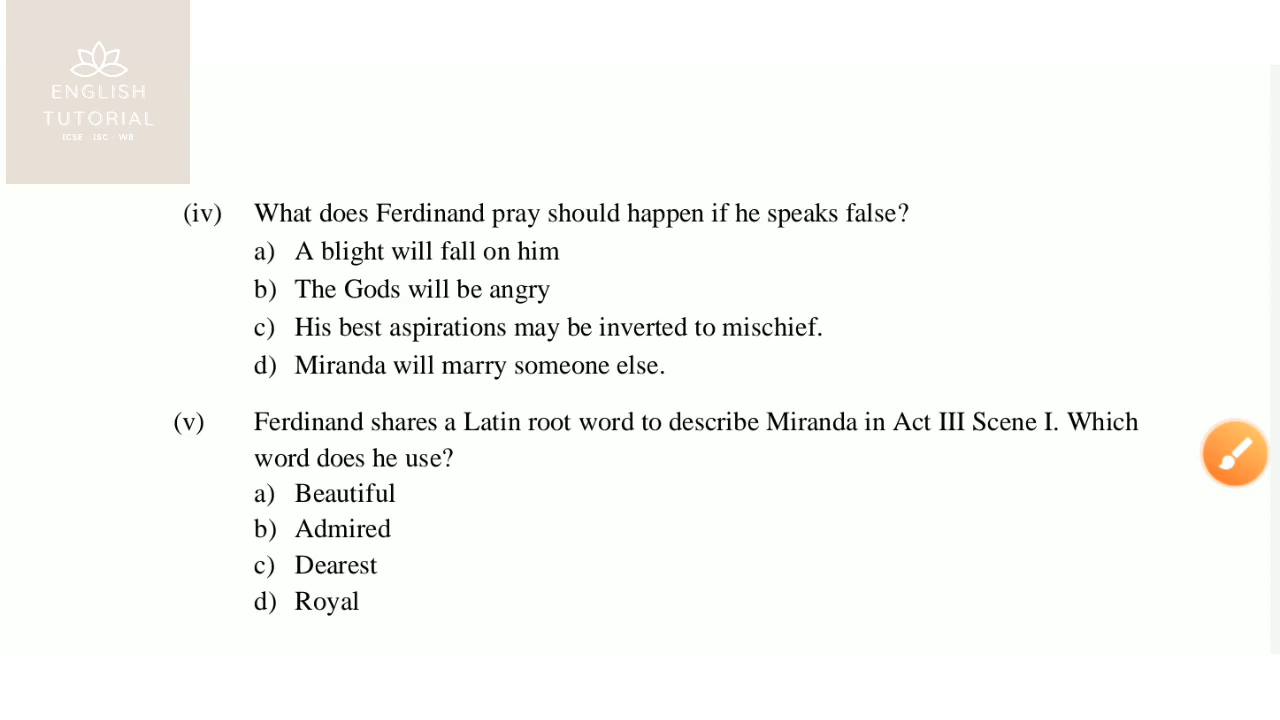 ENGLISH
TUTORIAL
ICSE · ISC · WB
(iv) What does Ferdinand pray should happen if he speaks false?
a) A blight will fall on him
b) The Gods will be angry
c) His best aspirations may be inverted to mischief.
d) Miranda will marry someone else.
(v) Ferdinand shares a Latin root word to describe Miranda in Act III Scene I. Which
word does he use?
a) Beautiful
b) Admired
c) Dearest
d) Royal